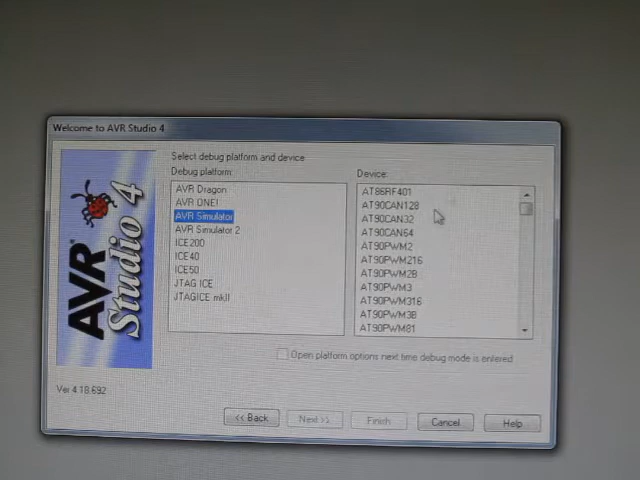 Welcome to AVR Studio 4
Select debug platform and device
Debug platform:
AVR Dragon
AVR ONE!
AVR Simulator
AVR Simulator 2
ICE200
ICE40
ICE50
JTAG ICE
JTAGICE mkII
Device:
AT86RF401
AT90CAN128
AT90CAN32
AT90CAN64
AT90PWM2
AT90PWM216
AT90PWM2B
AT90PWM3
AT90PWM316
AT90PWM3B
AT90PWM81
Open platform options next time debug mode is entered
AVR
Studio 4
Ver 4.18.692
<< Back
Next >>
Finish
Cancel
Help